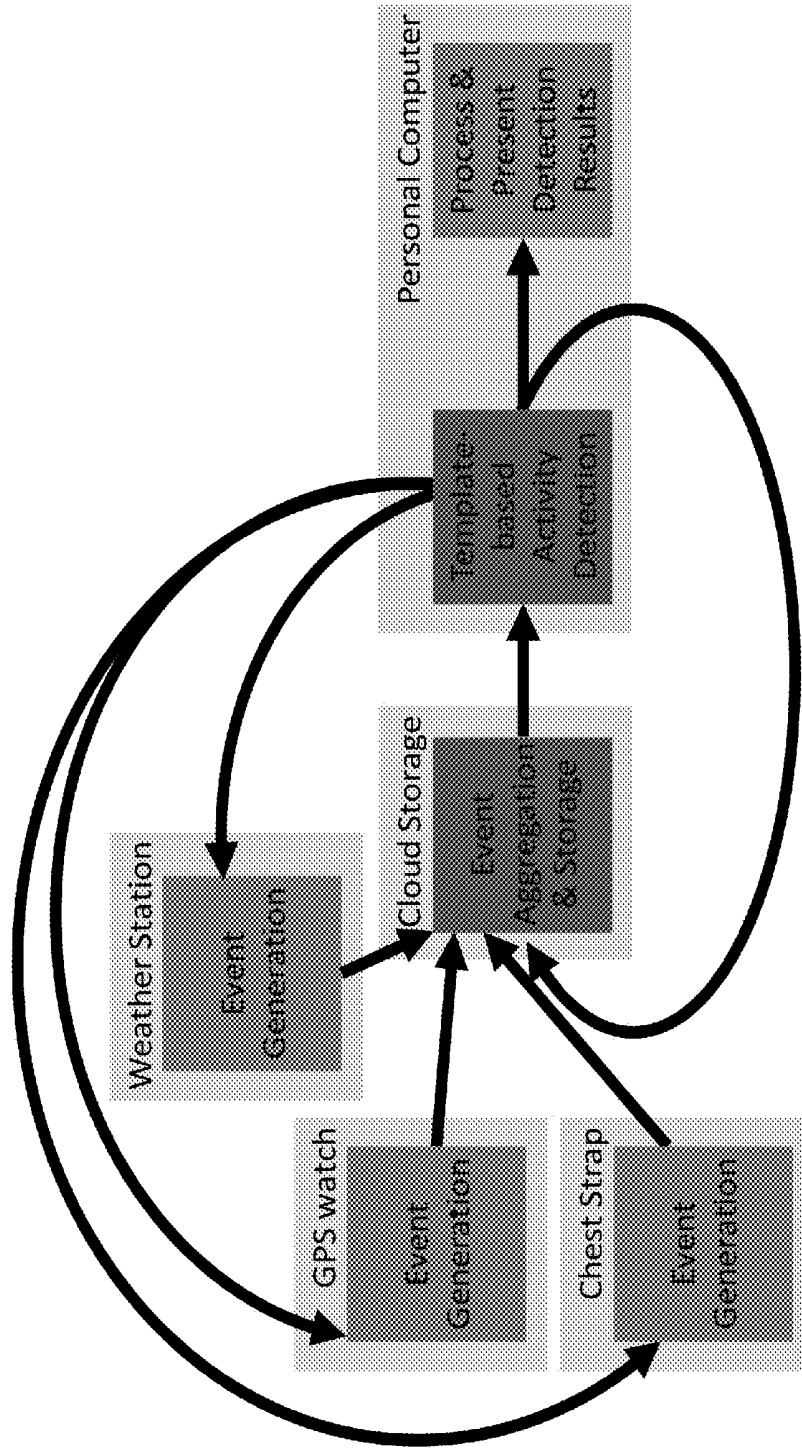 Weather Station
Event
Generation
GPS watch
Event
Generation
Chest Strap
Event
Generation
Cloud Storage
Event
Aggregation
& Storage
Personal Computer
Template-
based
Activity
Detection
Process &
Present
Detection
Results